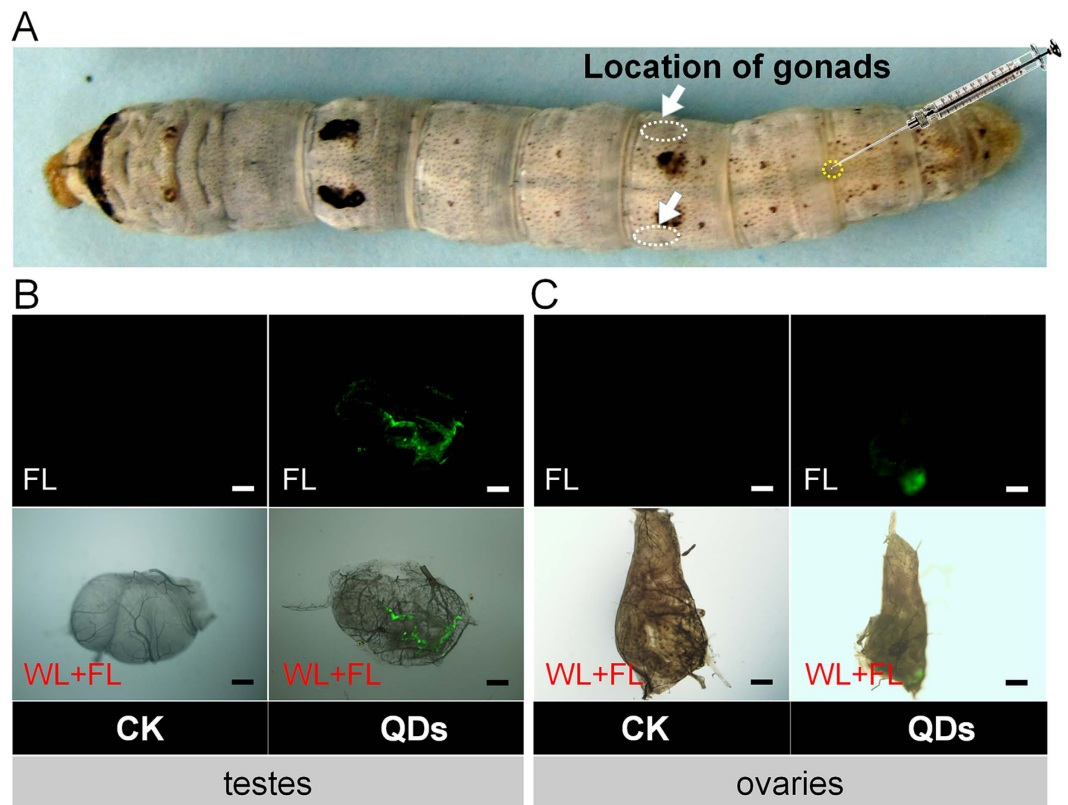 A
Location of gonads
B
C
FL
FL
FL
FL
WL+FL
WL+FL
WL+FL
WL+FL
CK
QDs
CK
QDs
testes
ovaries